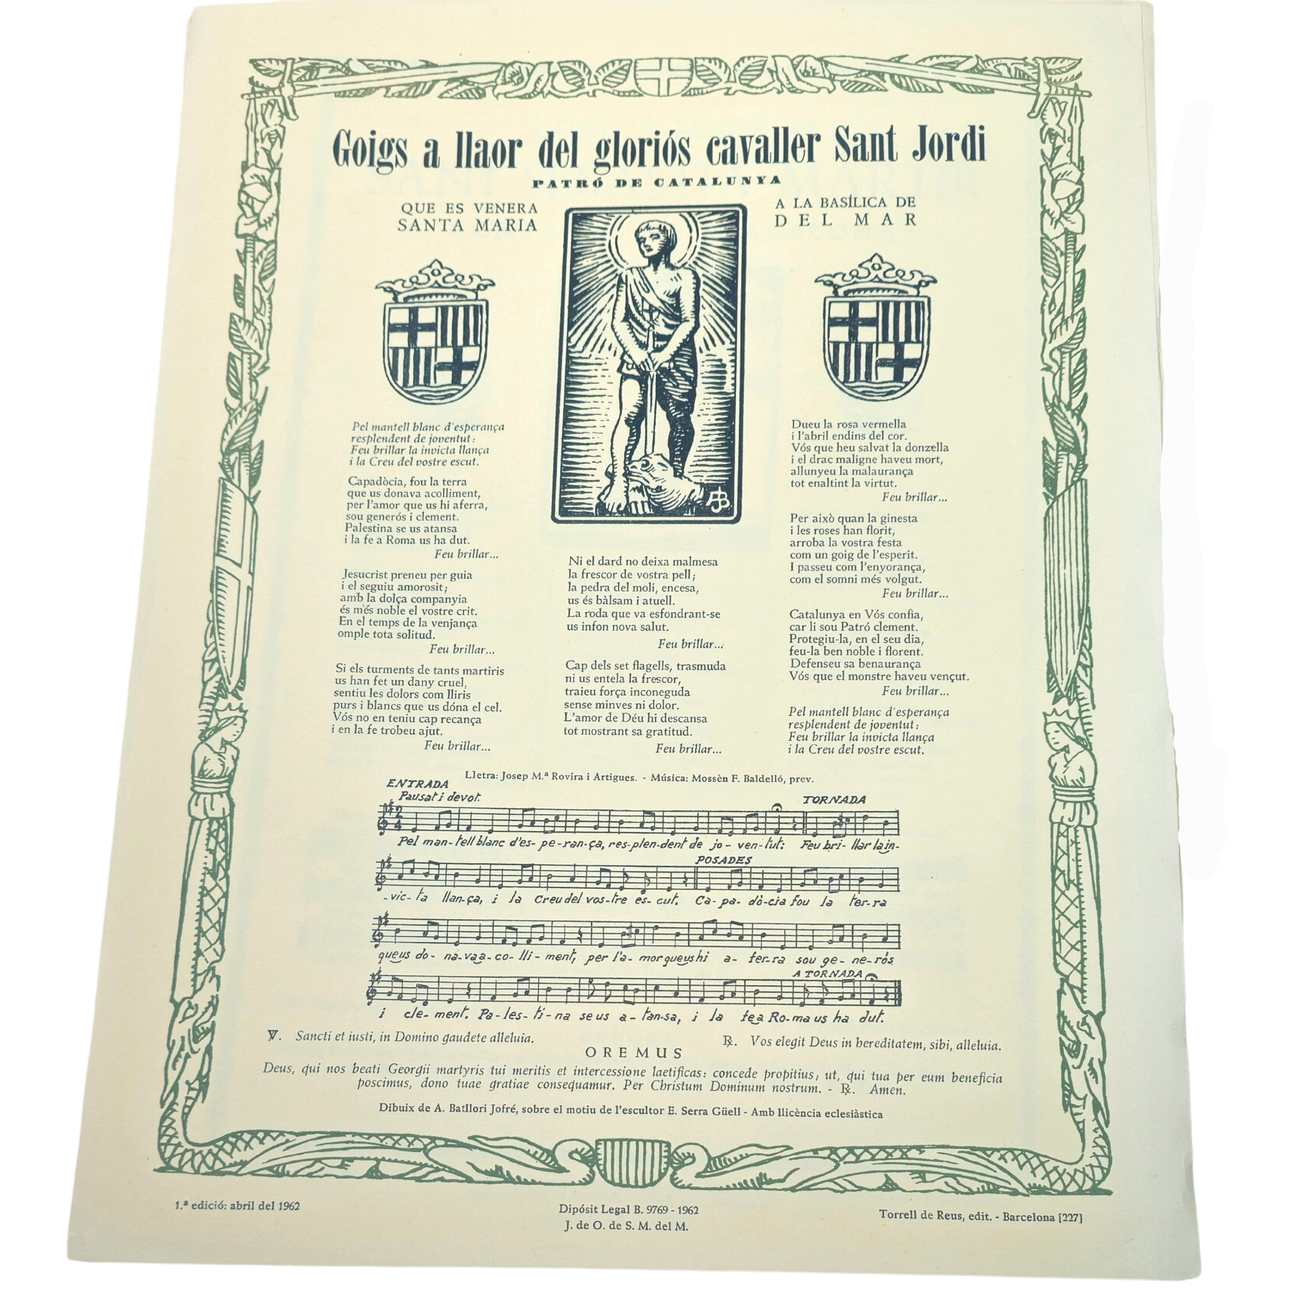 Goigs a llaor del gloriós cavaller Sant Jordi
PATRÓ DE CATALUNYA
QUE ES VENERA
SANTA MARIA
A LA BASÍLICA DE
DEL MAR
Pel mantell blanc d'esperança
resplendent de joventut:
Feu brillar la invicta llança
i la Creu del vostre escut.
Capadòcia, fou la terra
que us donava acolliment,
per l'amor que us hi aferra,
sou generós i clement.
Palestina se us atansa
i la fe a Roma us ha dut.
Feu brillar...
Jesucrist preneu per guia
i el seguiu amorosit;
amb la dolça companyia
és més noble el vostre crit.
En el temps de la venjança
omple tota solitud.
Feu brillar...
Si els turments de tants martiris
us han fet un dany cruel,
sentiu les dolors com lliris
purs i blancs que us dóna el cel.
Vós no en teniu cap recança
i en la fe trobeu ajut.
Feu brillar...
AB
Ni el dard no deixa malmesa
la frescor de vostra pell;
la pedra del molí, encesa,
us és bàlsam i atuell.
La roda que va esfondrant-se
us infon nova salut.
Feu brillar...
Cap dels set flagells, trasmuda
ni us entela la frescor,
traieu força inconeguda
sense minves ni dolor.
L'amor de Déu hi descansa
tot mostrant sa gratitud.
Feu brillar...
Dueu la rosa vermella
i l'abril endins del cor.
Vós que heu salvat la donzella
i el drac maligne haveu mort,
allunyeu la malaurança
tot enaltint la virtut.
Feu brillar...
Per això quan la ginesta
i les roses han florit,
arroba la vostra festa
com un goig de l'esperit.
I passeu com l'enyorança,
com el somni més volgut.
Feu brillar...
Catalunya en Vós confia,
car li sou Patró clement.
Protegiu-la, en el seu dia,
feu-la ben noble i florent.
Defenseu sa benaurança
Vós que el monstre haveu vençut.
Feu brillar...
Pel mantell blanc d'esperança
resplendent de joventut:
Feu brillar la invicta llança
i la Creu del vostre escut.
Lletra: Josep M.ª Rovira i Artigues. - Música: Mossèn F. Baldelló, prev.
ENTRADA
Pausat i devot.
TORNADA
Pel man-tell blanc d'es-pe-ran-ça, res-plen-dent de jo-ven-tut: Feu bri-llar la in-
POSADES
-vic-ta llan-ça, i la Creu del vos-tre es-cut. Ca-pa-dò-cia fou la ter-ra
que us do-na-va a-co-lli-ment, per l'a-mor que us hi a-fer-ra sou ge-ne-rós
A TORNADA
i cle-ment. Pa-les-ti-na se us a-tan-sa, i la fe a Ro-ma us ha dut.
℣. Sancti et iusti, in Domino gaudete alleluia.
℟. Vos elegit Deus in hereditatem, sibi, alleluia.
OREMUS
Deus, qui nos beati Georgii martyris tui meritis et intercessione laetificas: concede propitius; ut, qui tua per eum beneficia
poscimus, dono tuae gratiae consequamur. Per Christum Dominum nostrum. - ℟. Amen.
Dibuix de A. Batllori Jofré, sobre el motiu de l'escultor E. Serra Güell - Amb llicència eclesiàstica
1.ª edició: abril del 1962
Dipósit Legal B. 9769 - 1962
J. de O. de S. M. del M.
Torrell de Reus, edit. - Barcelona [227]